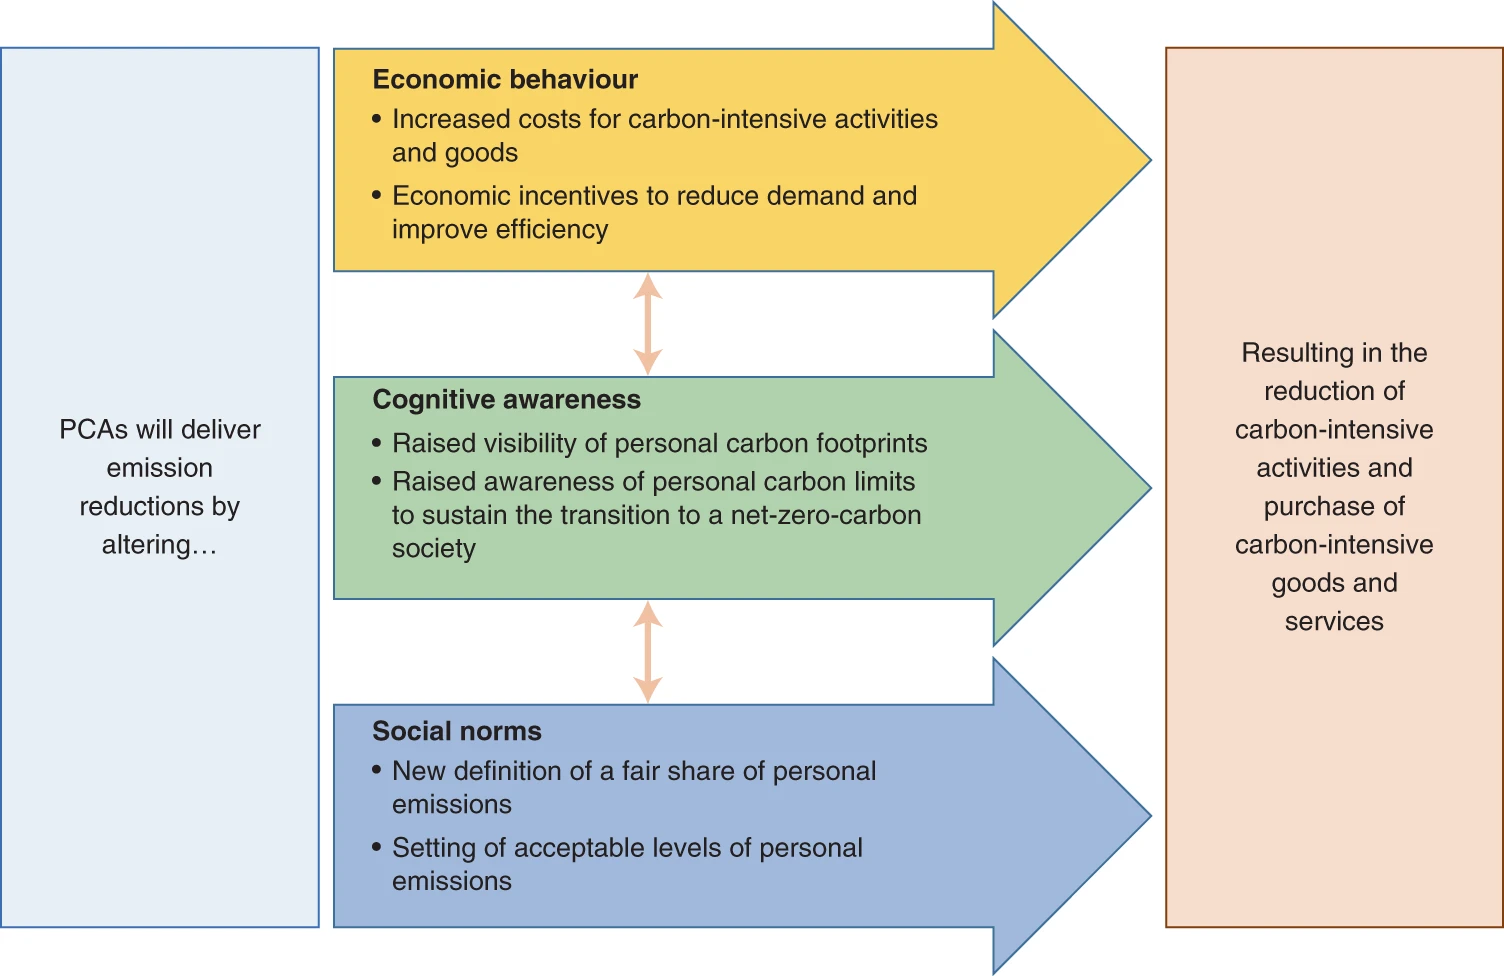 PCAs will deliver
emission
reductions by
altering…
Economic behaviour
• Increased costs for carbon-intensive activities
and goods
• Economic incentives to reduce demand and
improve efficiency
Cognitive awareness
• Raised visibility of personal carbon footprints
• Raised awareness of personal carbon limits
to sustain the transition to a net-zero-carbon
society
Social norms
• New definition of a fair share of personal
emissions
• Setting of acceptable levels of personal
emissions
Resulting in the
reduction of
carbon-intensive
activities and
purchase of
carbon-intensive
goods and
services